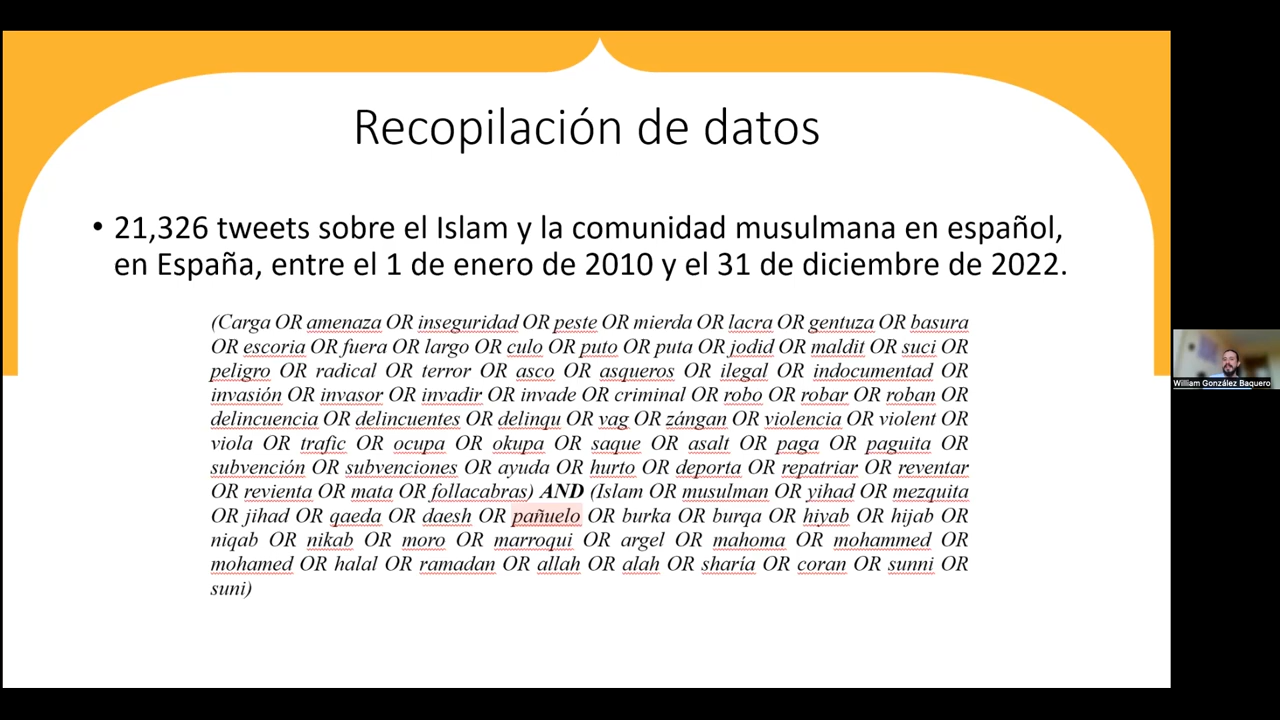 Recopilación de datos
• 21,326 tweets sobre el Islam y la comunidad musulmana en español,
en España, entre el 1 de enero de 2010 y el 31 de diciembre de 2022.
(Carga OR amenaza OR inseguridad OR peste OR mierda OR lacra OR gentuza OR basura
OR escoria OR fuera OR largo OR culo OR puto OR puta OR jodid OR maldit OR suci OR
peligro OR radical OR terror OR asco OR asqueros OR ilegal OR indocumentad OR
invasión OR invasor OR invadir OR invade OR criminal OR robo OR robar OR roban OR
delincuencia OR delincuentes OR delinqu OR vag OR zángan OR violencia OR violent OR
viola OR trafic OR ocupa OR okupa OR saque OR asalt OR paga OR paguita OR
subvención OR subvenciones OR ayuda OR hurto OR deporta OR repatriar OR reventar
OR revienta OR mata OR follacabras) AND (Islam OR musulman OR yihad OR mezquita
OR jihad OR qaeda OR daesh OR pañuelo OR burka OR burqa OR hiyab OR hijab OR
niqab OR nikab OR moro OR marroqui OR argel OR mahoma OR mohammed OR
mohamed OR halal OR ramadan OR allah OR alah OR sharía OR coran OR sunni OR
suni)
William González Baquero